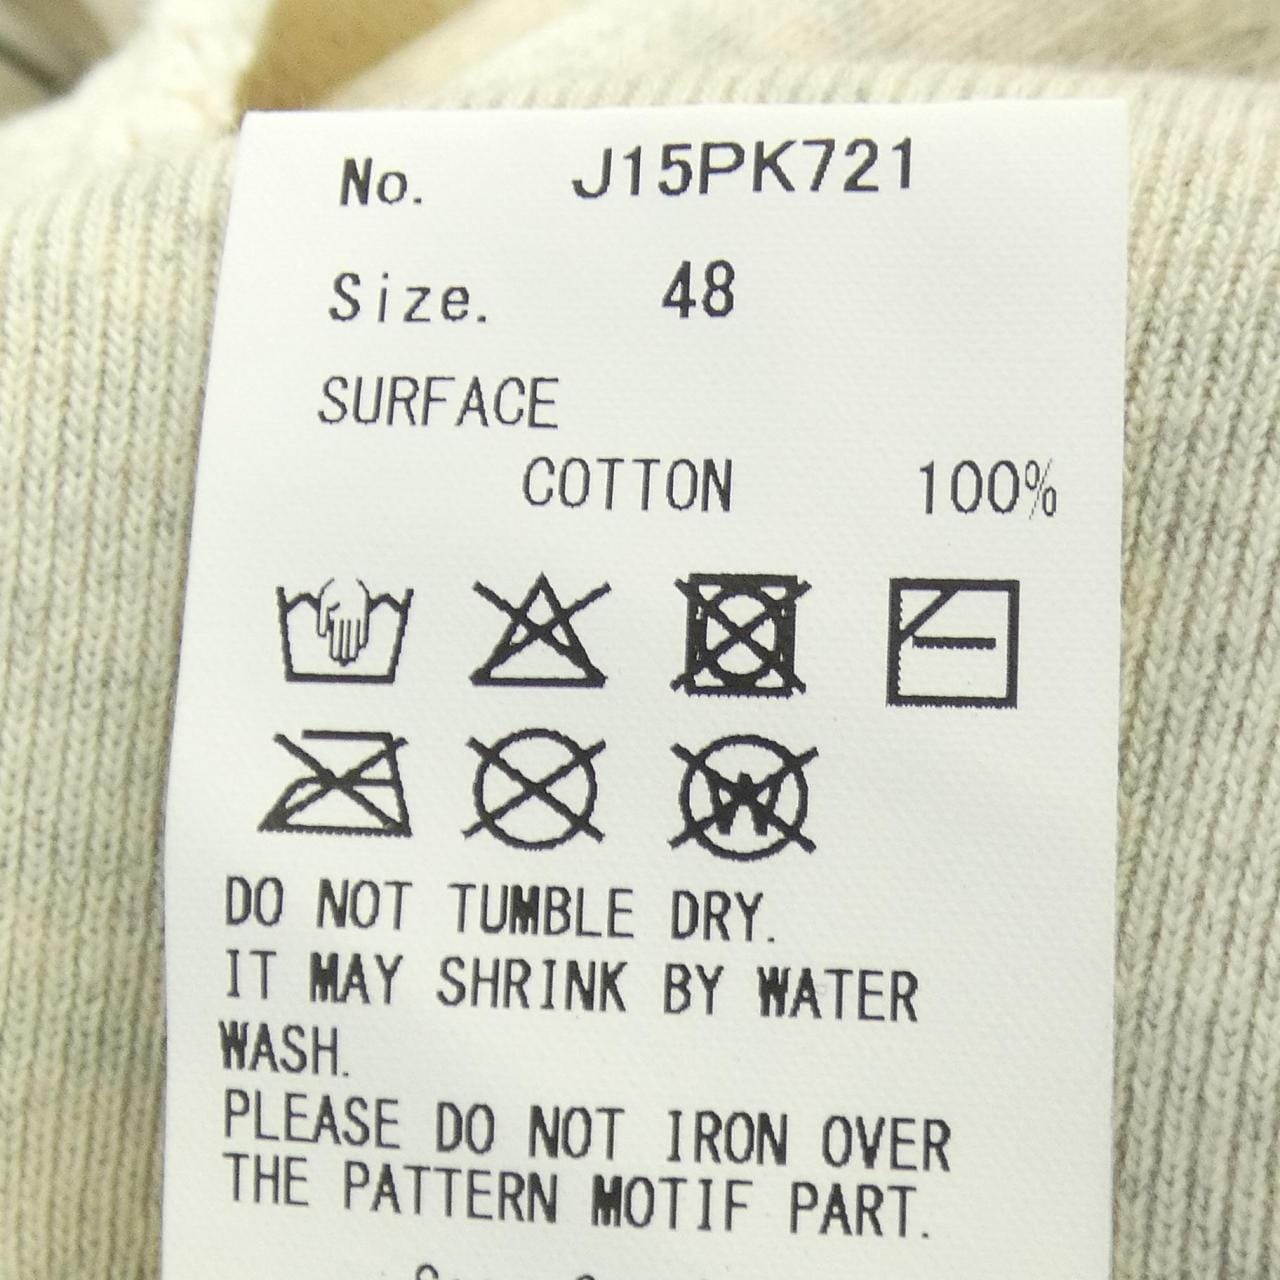 No. J15PK721
Size. 48
SURFACE
COTTON 100%
W
DO NOT TUMBLE DRY.
IT MAY SHRINK BY WATER
WASH.
PLEASE DO NOT IRON OVER
THE PATTERN MOTIF PART.